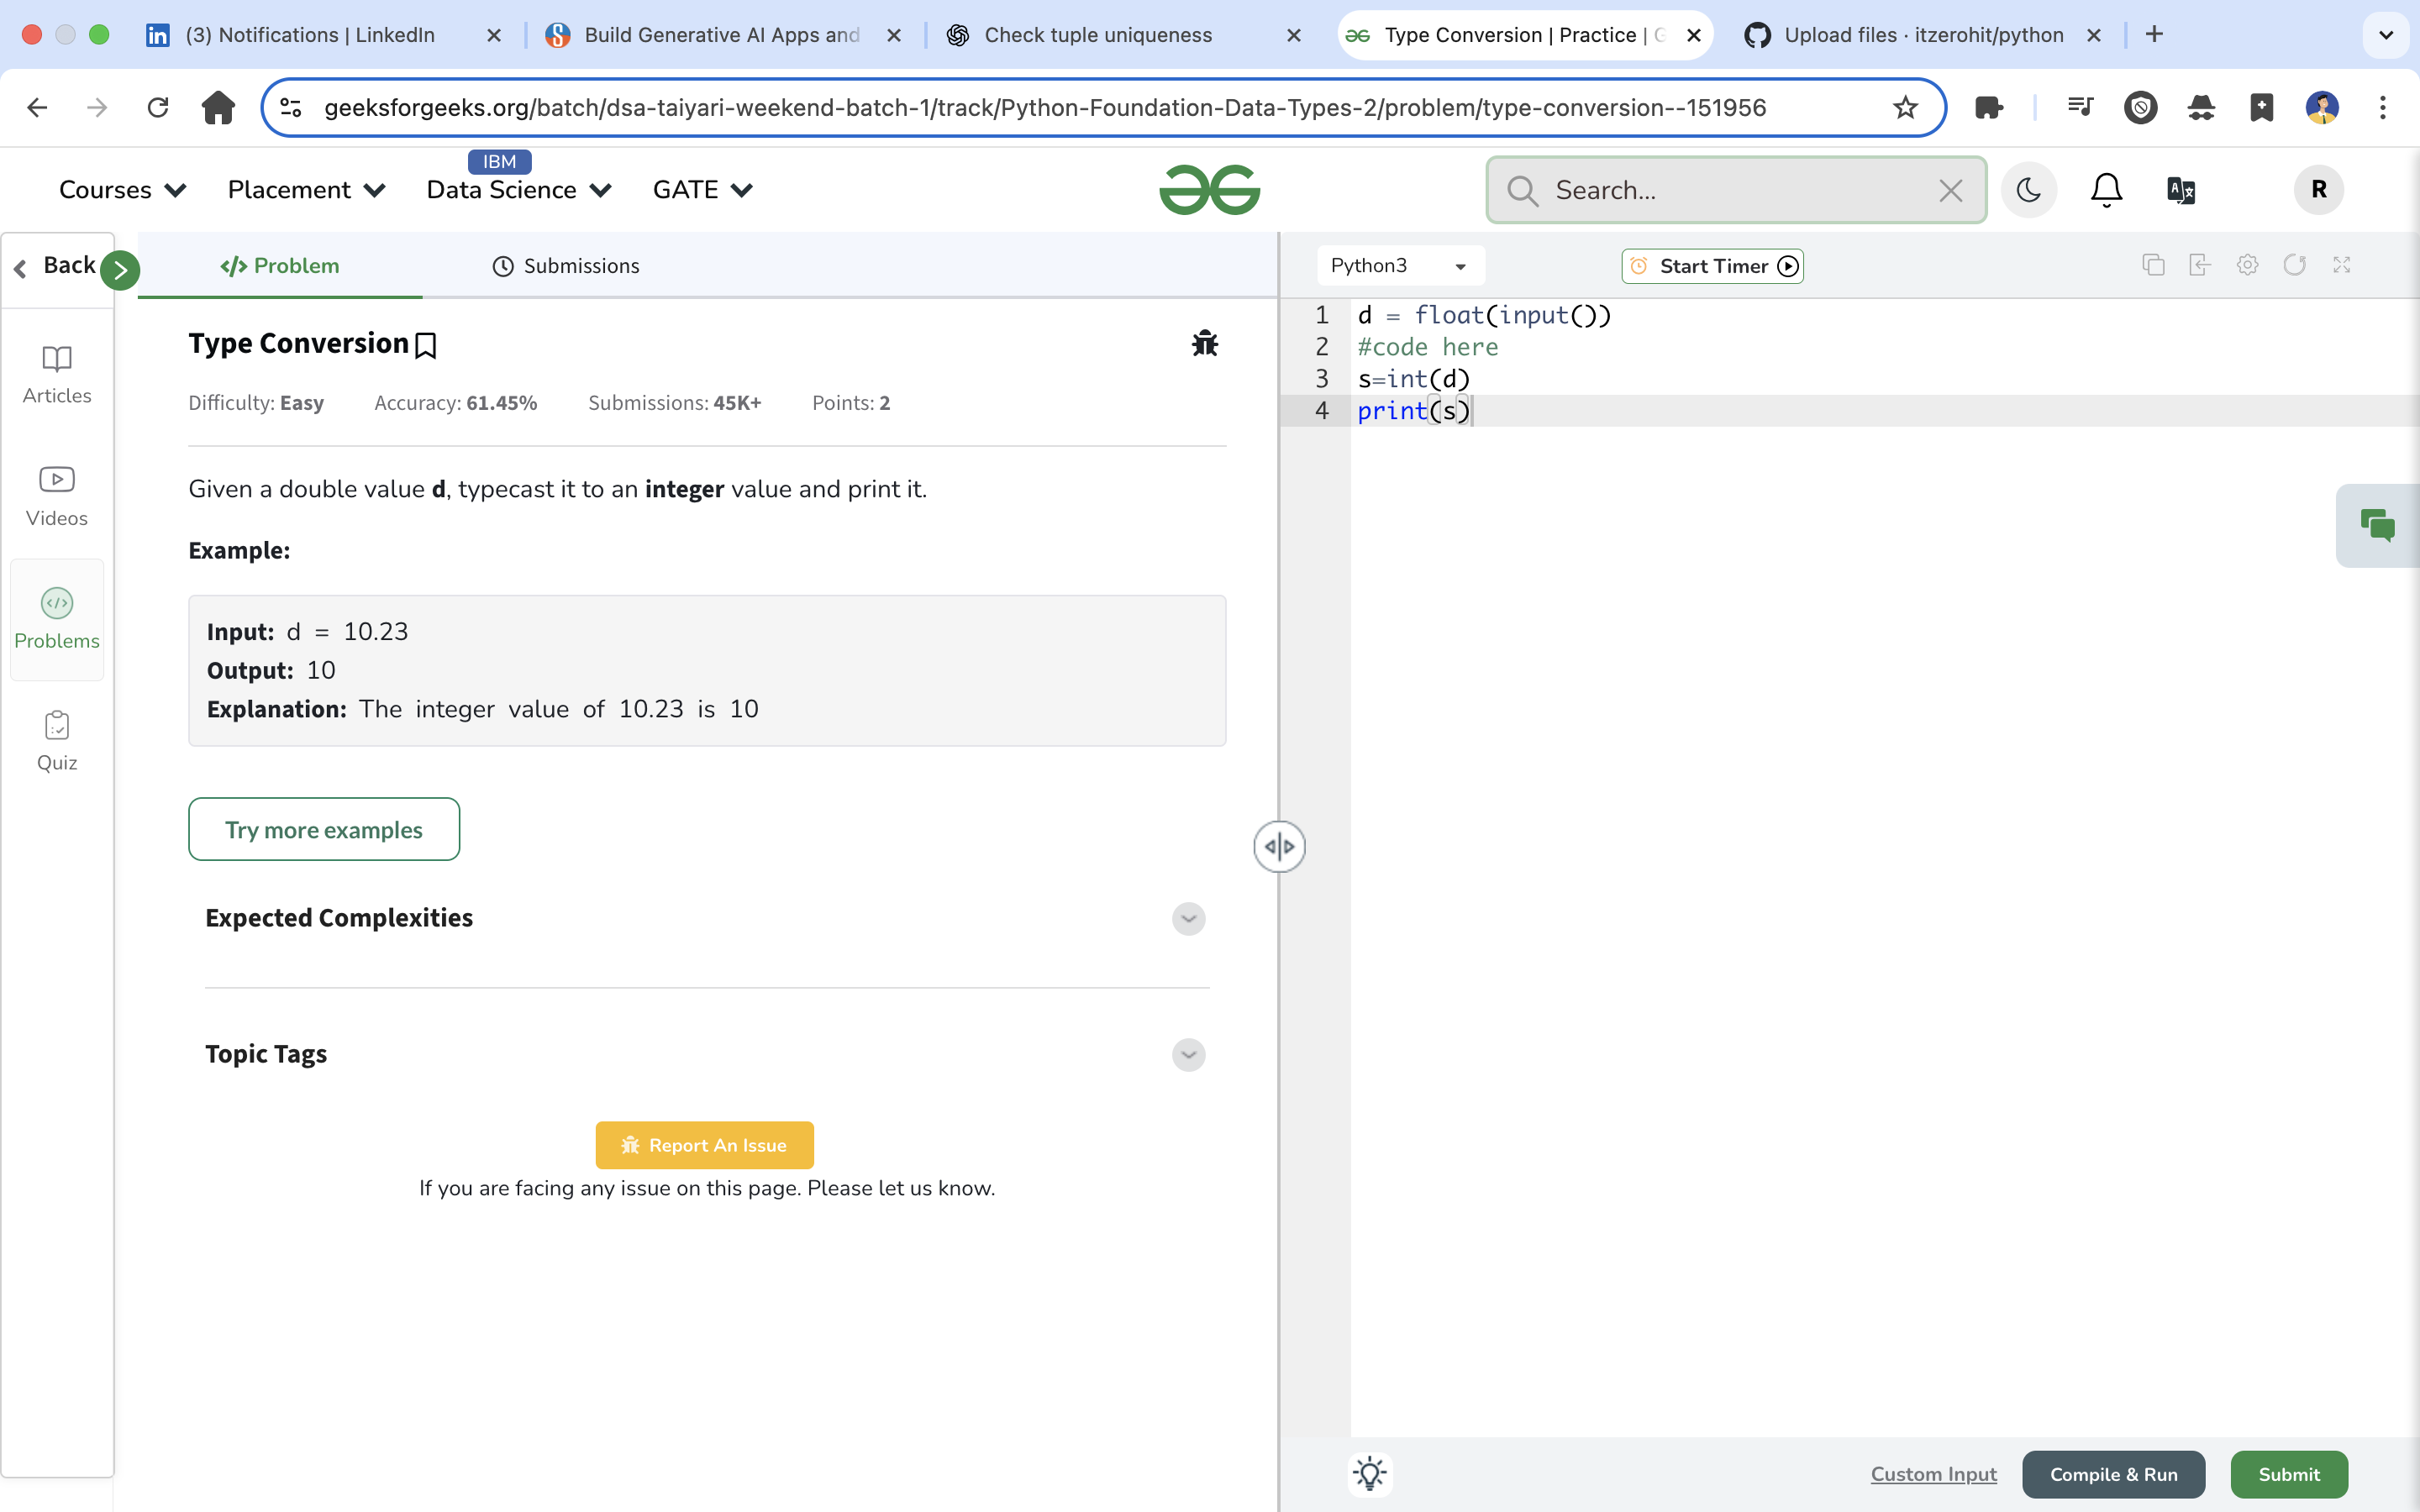 (3) Notifications | LinkedIn
Build Generative AI Apps and
Check tuple uniqueness
Type Conversion | Practice | G
Upload files · itzerohit/python
geeksforgeeks.org/batch/dsa-taiyari-weekend-batch-1/track/Python-Foundation-Data-Types-2/problem/type-conversion--151956
Courses
Placement
IBM
Data Science
GATE
Search...
R
Back
Problem
Submissions
Python3
Start Timer
Articles
Videos
Problems
Quiz
Type Conversion
Difficulty: Easy Accuracy: 61.45% Submissions: 45K+ Points: 2
Given a double value d, typecast it to an integer value and print it.
Example:
Input: d = 10.23
Output: 10
Explanation: The integer value of 10.23 is 10
Try more examples
Expected Complexities
Topic Tags
Report An Issue
If you are facing any issue on this page. Please let us know.
1 d = float(input())
2 #code here
3 s=int(d)
4 print(s)
Custom Input
Compile & Run
Submit